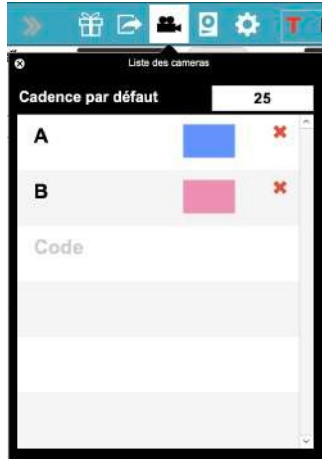 T
Liste des cameras
Cadence par défaut 25
A
B
Code